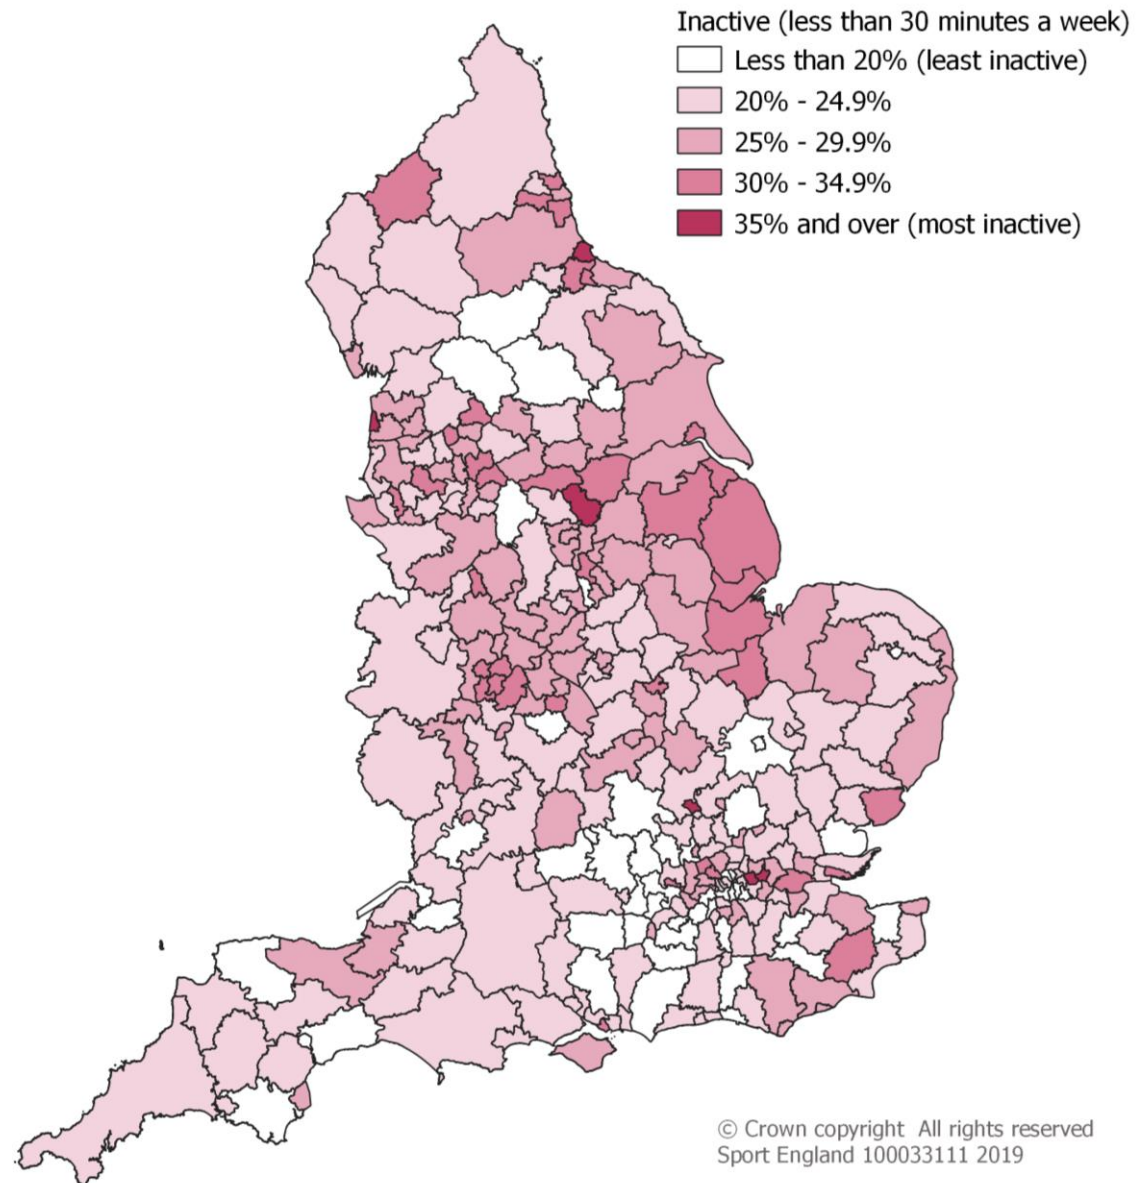 Inactive (less than 30 minutes a week)
Less than 20% (least inactive)
20% - 24.9%
25% - 29.9%
30% - 34.9%
35% and over (most inactive)
© Crown copyright All rights reserved
Sport England 100033111 2019